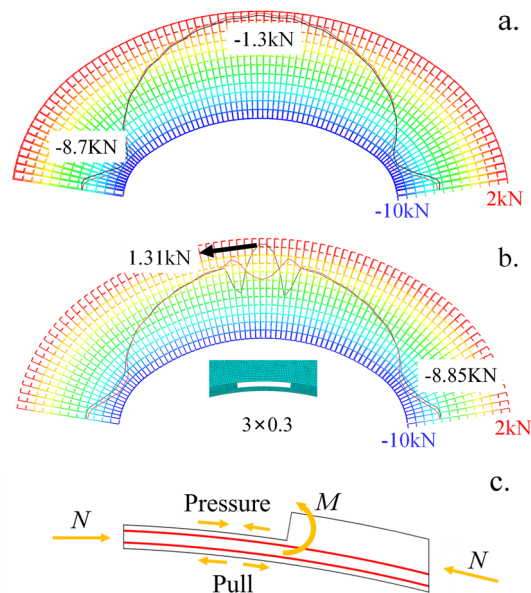 a.
-1.3kN
-8.7KN
-10kN
2kN
b.
1.31kN
-8.85KN
3×0.3
-10kN
2kN
c.
Pressure
M
N
N
Pull